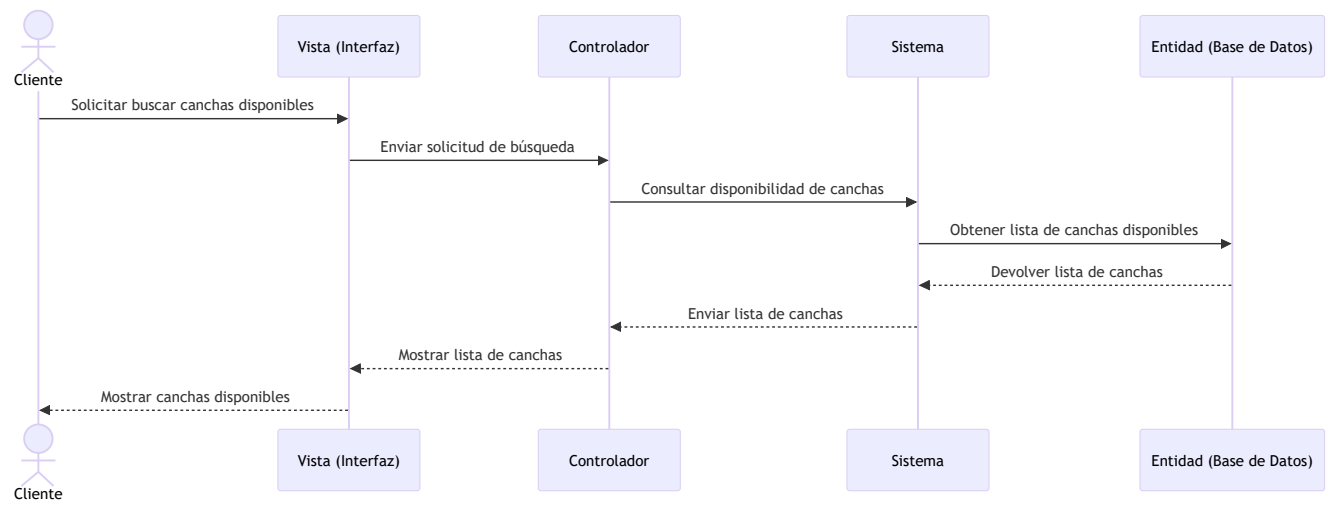 Cliente
Vista (Interfaz)
Controlador
Sistema
Entidad (Base de Datos)
Solicitar buscar canchas disponibles
Enviar solicitud de búsqueda
Consultar disponibilidad de canchas
Obtener lista de canchas disponibles
Devolver lista de canchas
Enviar lista de canchas
Mostrar lista de canchas
Mostrar canchas disponibles
Cliente
Vista (Interfaz)
Controlador
Sistema
Entidad (Base de Datos)